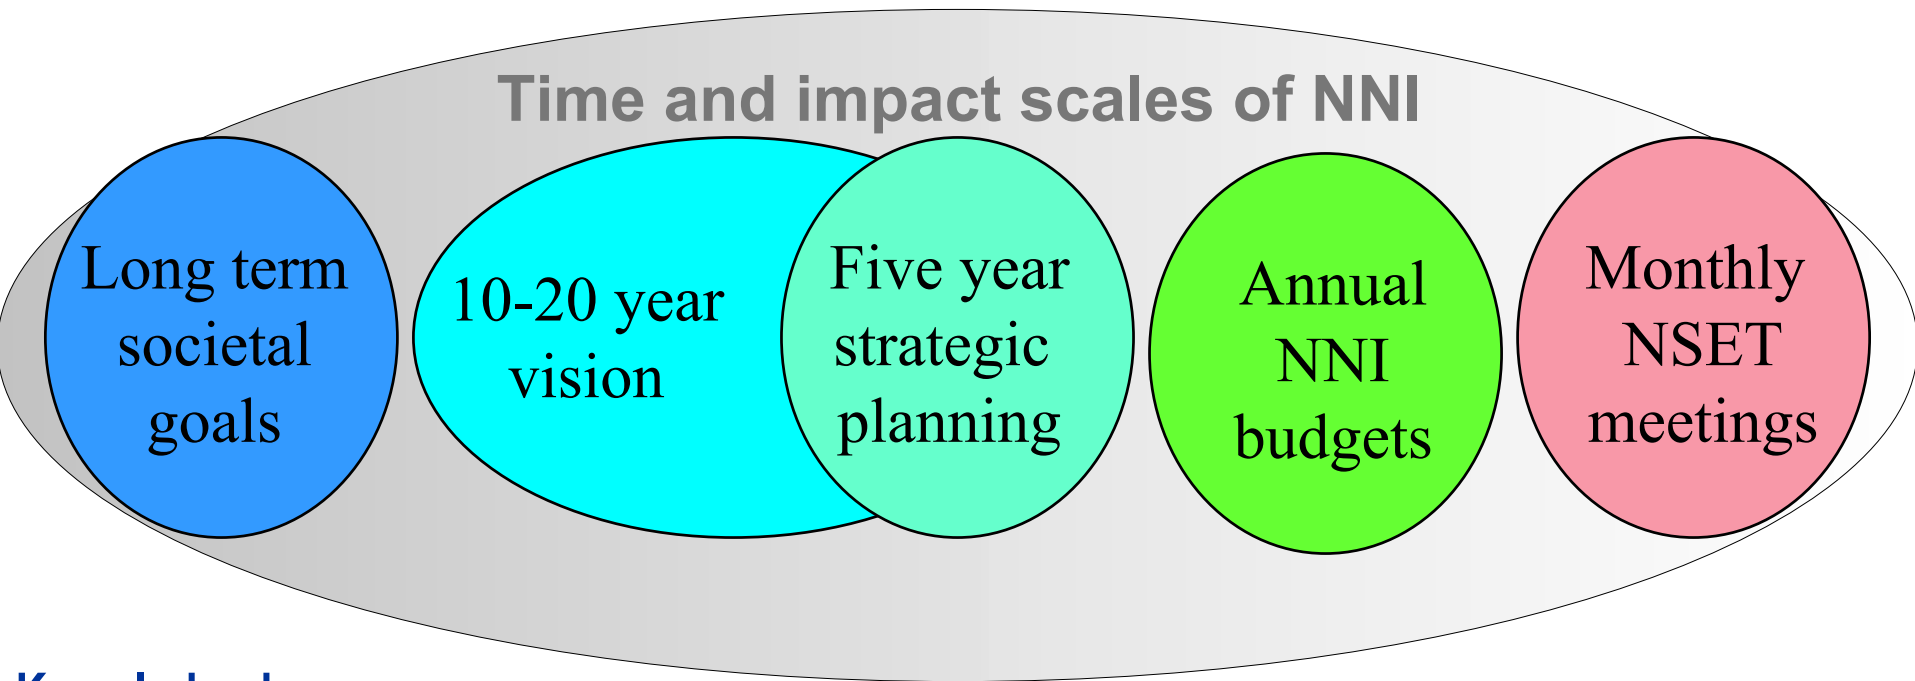 Time and impact scales of NNI
Long term
societal
goals
10-20 year
vision
Five year
strategic
planning
Annual
NNI
budgets
Monthly
NSET
meetings